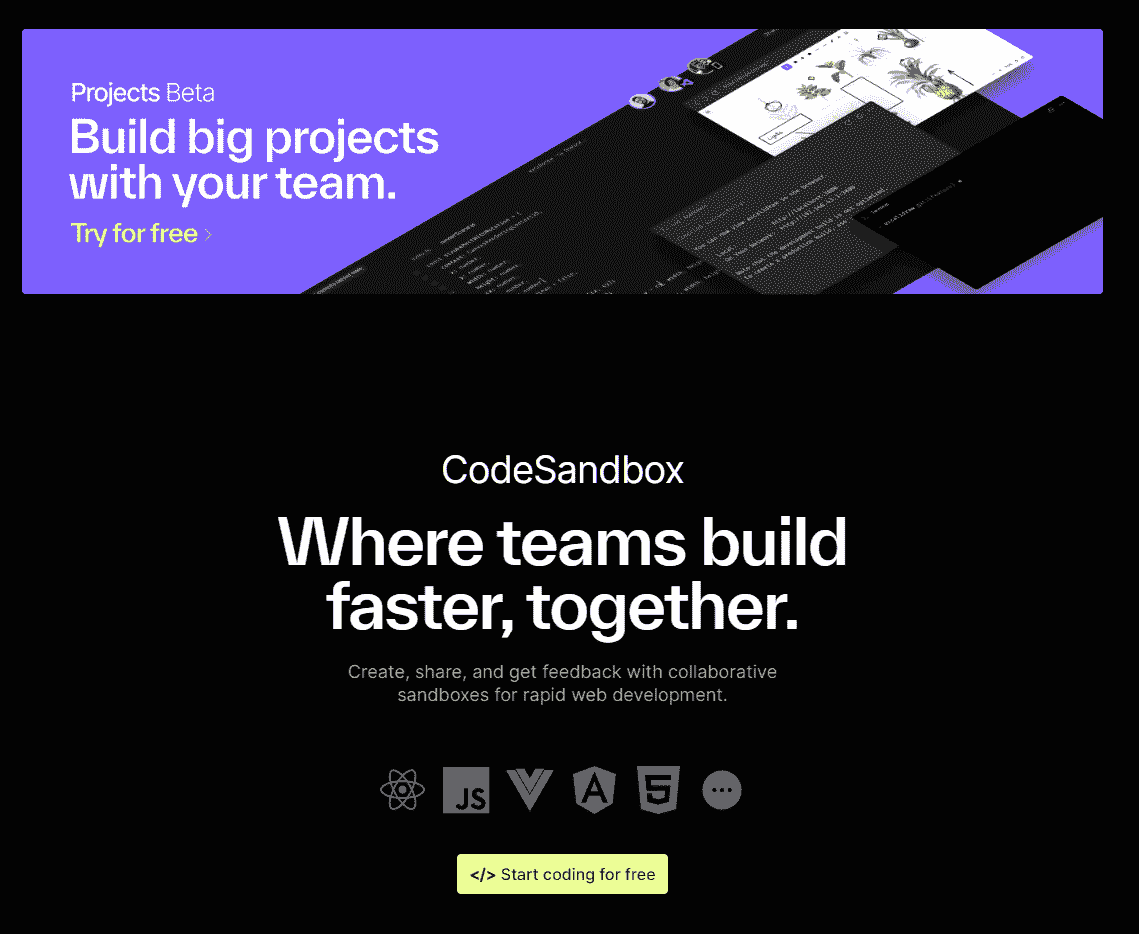 Projects Beta
Build big projects
with your team.
Try for free
CodeSandbox
Where teams build
faster, together.
Create, share, and get feedback with collaborative
sandboxes for rapid web development.
JS
A
5
</> Start coding for free